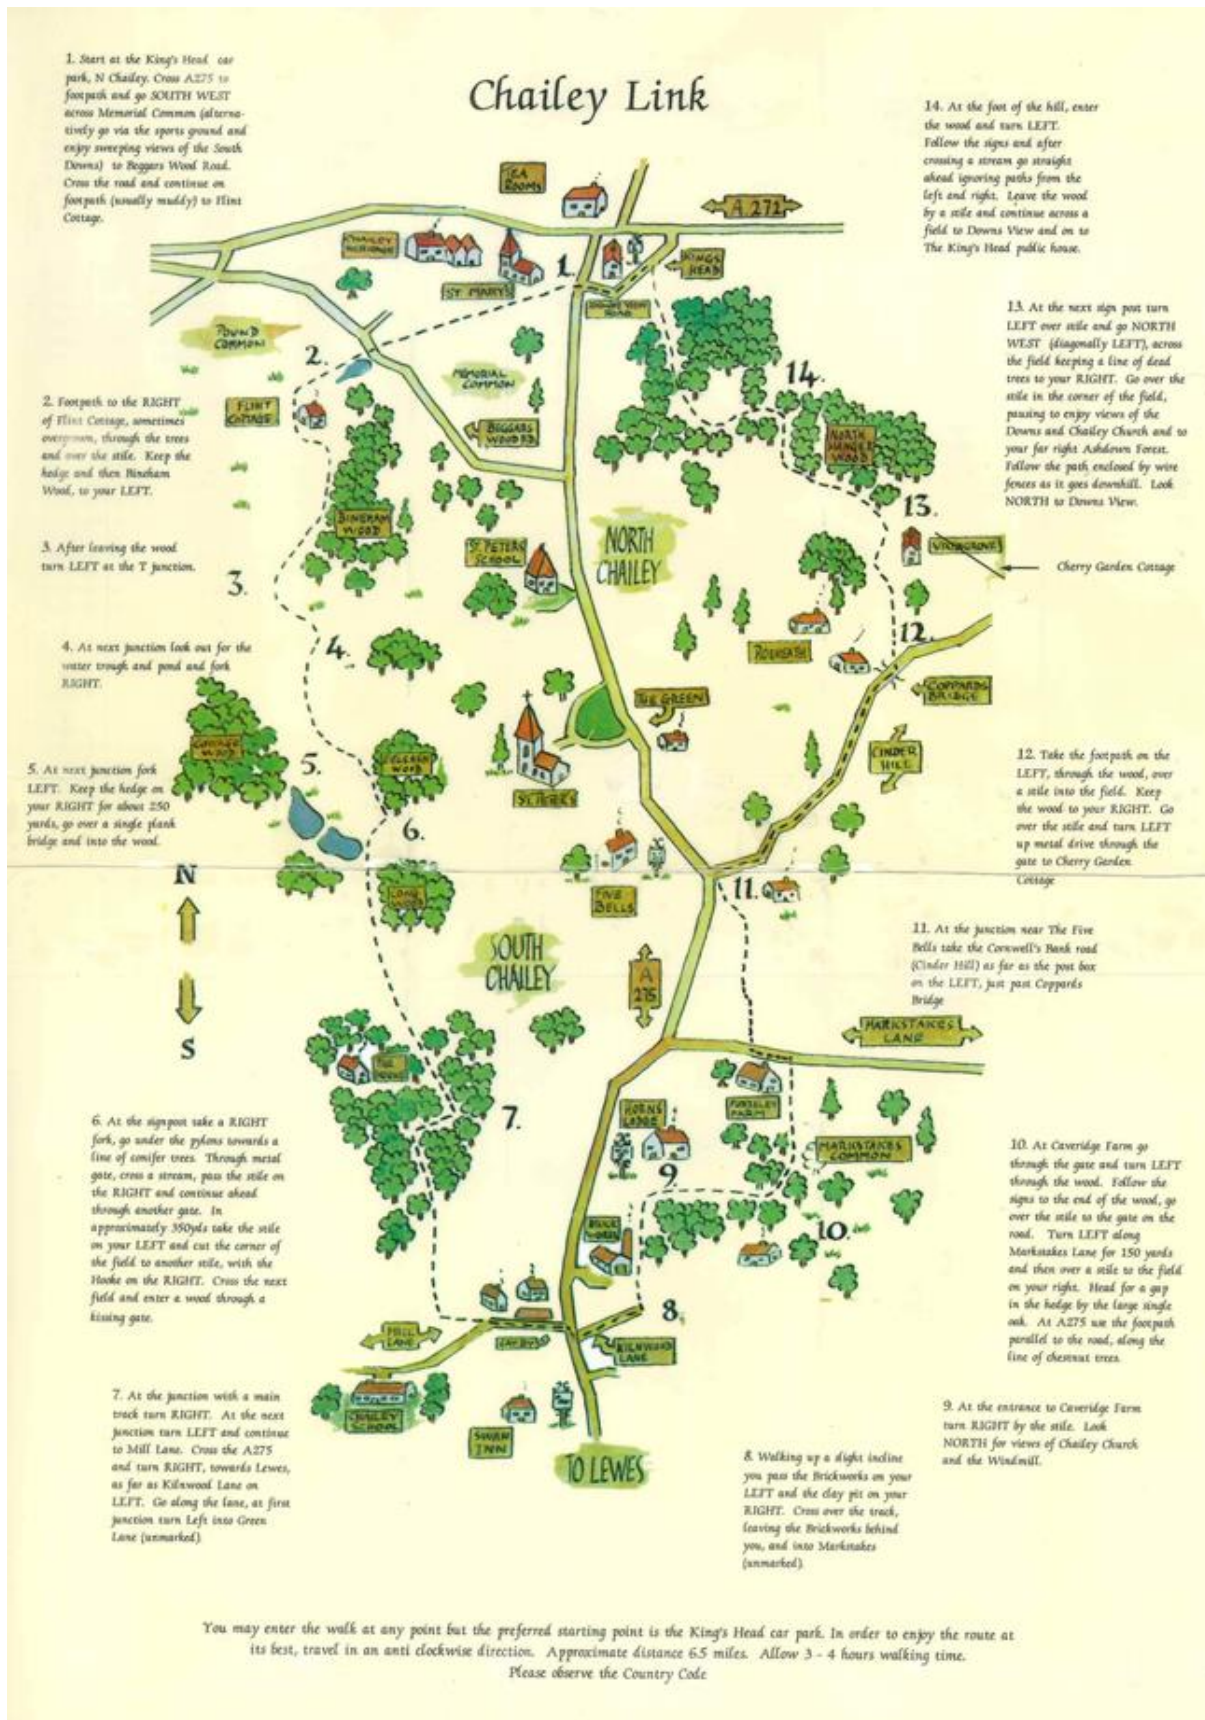 Chailey Link
1. Start at the King's Head car
park, N Chailey. Cross A275 to
footpath and go SOUTH WEST
across Memorial Common (alterna-
tively go via the sports ground and
enjoy sweeping views of the South
Downs) to Beggars Wood Road.
Cross the road and continue on
footpath (usually muddy) to Flint
Cottage.
2. Footpath to the RIGHT
of Flint Cottage, sometimes
overgrown, through the trees
and over the stile. Keep the
hedge and then Bineham
Wood, to your LEFT.
3. After leaving the wood
turn LEFT at the T junction.
4. At next junction look out for the
water trough and pond and fork
RIGHT.
5. At next junction fork
LEFT. Keep the hedge on
your RIGHT for about 250
yards, go over a single plank
bridge and into the wood.
N
S
6. At the signpost take a RIGHT
fork, go under the pylons towards a
line of conifer trees. Through metal
gate, cross a stream, pass the stile on
the RIGHT and continue ahead
through another gate. In
approximately 350yds take the stile
on your LEFT and cut the corner of
the field to another stile, with the
Hooke on the RIGHT. Cross the next
field and enter a wood through a
kissing gate.
7. At the junction with a main
track turn RIGHT. At the next
junction turn LEFT and continue
to Mill Lane. Cross the A275
and turn RIGHT, towards Lewes,
as far as Kilnwood Lane on
LEFT. Go along the lane, at first
junction turn Left into Green
Lane (unmarked).
TEA
ROOMS
A 272
CHAILEY
HERITAGE
ST MARYS
1.
KINGS
HEAD
ROAD
POUND
COMMON
2.
MEMORIAL
COMMON
FLINT
COTTAGE
BEGGARS
WOOD RD
14.
NORTH
HANGER
WOOD
BINEHAM
WOOD
ST. PETERS
SCHOOL
NORTH
CHAILEY
13.
Cherry Garden Cottage
3.
4.
12.
ROEHEATH
COPPARDS
BRIDGE
THE GREEN
WOOD
5.
WOOD
ST. PETERS
CINDER
HILL
6.
LONG
WOOD
FIVE
BELLS
11.
SOUTH
CHAILEY
A
275
MARKSTAKES
LANE
THE
7.
HORNS
LODGE
FARM
MARKSTAKES
COMMON
9.
10.
BRICK
WORKS
8.
MILL
LANE
KILNWOOD
LANE
CHAILEY
SCHOOL
SWAN
INN
TO LEWES
14. At the foot of the hill, enter
the wood and turn LEFT.
Follow the signs and after
crossing a stream go straight
ahead ignoring paths from the
left and right. Leave the wood
by a stile and continue across a
field to Downs View and on to
The King's Head public house.
13. At the next sign post turn
LEFT over stile and go NORTH
WEST (diagonally LEFT), across
the field keeping a line of dead
trees to your RIGHT. Go over the
stile in the corner of the field,
pausing to enjoy views of the
Downs and Chailey Church and to
your far right Ashdown Forest.
Follow the path enclosed by wire
fences as it goes downhill. Look
NORTH to Downs View.
12. Take the footpath on the
LEFT, through the wood, over
a stile into the field. Keep
the wood to your RIGHT. Go
over the stile and turn LEFT
up metal drive through the
gate to Cherry Garden
Cottage
11. At the junction near The Five
Bells take the Cornwell's Bank road
(Cinder Hill) as far as the post box
on the LEFT, just past Coppards
Bridge
10. At Caveridge Farm go
through the gate and turn LEFT
through the wood. Follow the
signs to the end of the wood, go
over the stile to the gate on the
road. Turn LEFT along
Markstakes Lane for 150 yards
and then over a stile to the field
on your right. Head for a gap
in the hedge by the large single
oak. At A275 use the footpath
parallel to the road, along the
line of chestnut trees.
9. At the entrance to Caveridge Farm
turn RIGHT by the stile. Look
NORTH for views of Chailey Church
and the Windmill.
8. Walking up a slight incline
you pass the Brickworks on your
LEFT and the clay pit on your
RIGHT. Cross over the track,
leaving the Brickworks behind
you, and into Markstakes
(unmarked).
You may enter the walk at any point but the preferred starting point is the King's Head car park. In order to enjoy the route at
its best, travel in an anti clockwise direction. Approximate distance 6.5 miles. Allow 3 - 4 hours walking time.
Please observe the Country Code